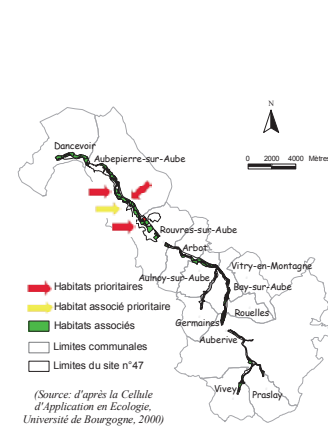 N
Dancevoir
0 2000 4000 Mètres
Aubepierre-sur-Aube
Rouvres-sur-Aube
Arbot
Vitry-en-Montagne
Aulnoy-sur-Aube
Bay-sur-Aube
Rouelles
Germaines
Auberive
Vivey
Praslay
Habitats prioritaires
Habitat associé prioritaire
Habitats associés
Limites communales
Limites du site n°47
(Source: d'après la Cellule
d'Application en Ecologie,
Université de Bourgogne, 2000)